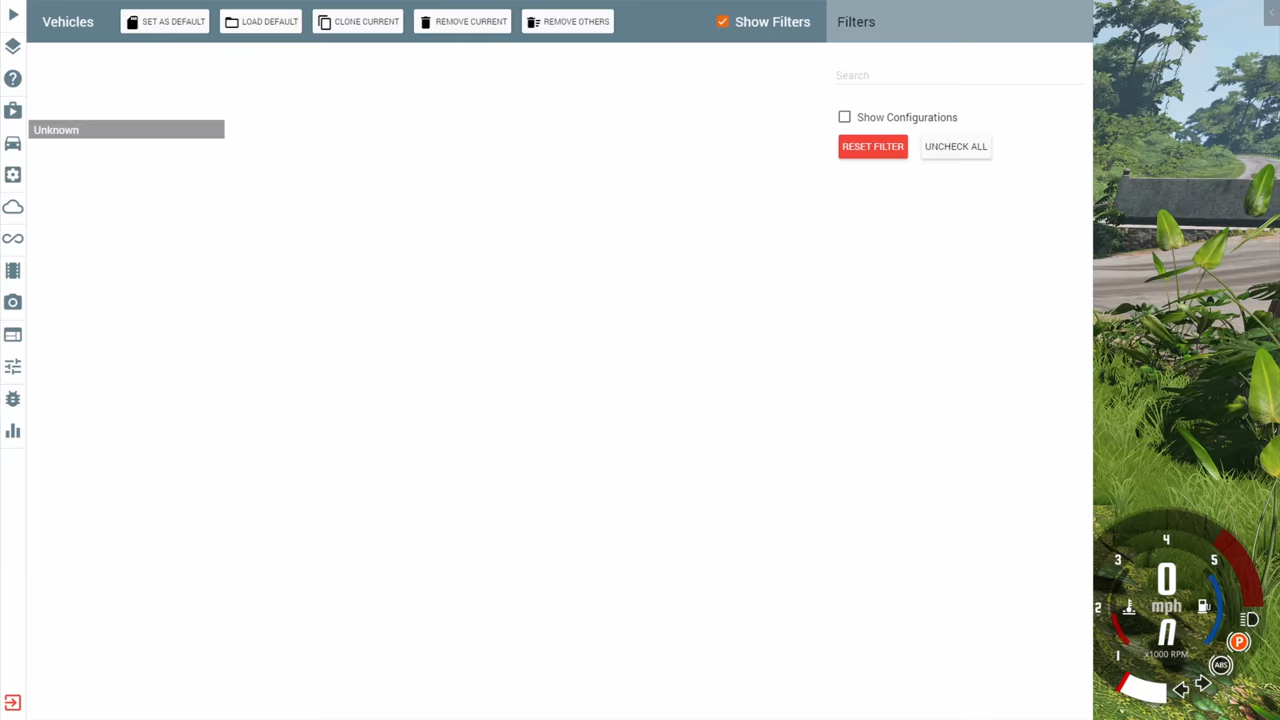 Vehicles
SET AS DEFAULT
LOAD DEFAULT
CLONE CURRENT
REMOVE CURRENT
REMOVE OTHERS
Show Filters
Filters
Search
Unknown
Show Configurations
RESET FILTER
UNCHECK ALL
4
3
5
0
2
mph
n
1
x1000 RPM
P
ABS